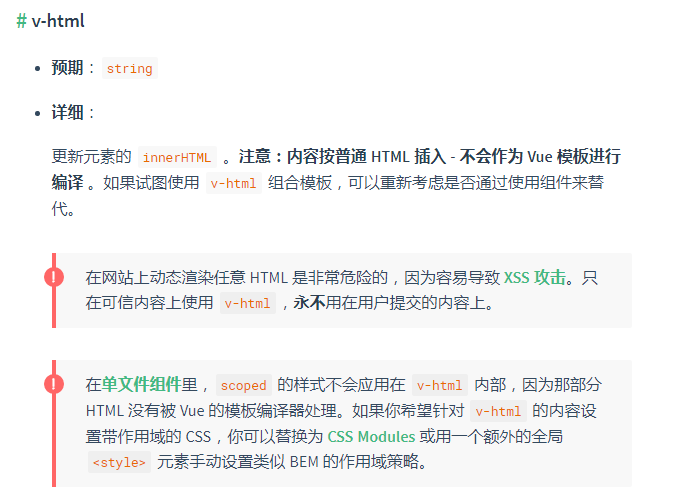 # v-html
预期：string
详细：
更新元素的 innerHTML 。注意：内容按普通 HTML 插入 - 不会作为 Vue 模板进行
编译 。如果试图使用 v-html 组合模板，可以重新考虑是否通过使用组件来替
代。
在网站上动态渲染任意 HTML 是非常危险的，因为容易导致 XSS 攻击。只
在可信内容上使用 v-html ，永不用在用户提交的内容上。
在单文件组件里， scoped 的样式不会应用在 v-html 内部，因为那部分
HTML 没有被 Vue 的模板编译器处理。如果你希望针对 v-html 的内容设
置带作用域的 CSS，你可以替换为 CSS Modules 或用一个额外的全局
<style> 元素手动设置类似 BEM 的作用域策略。